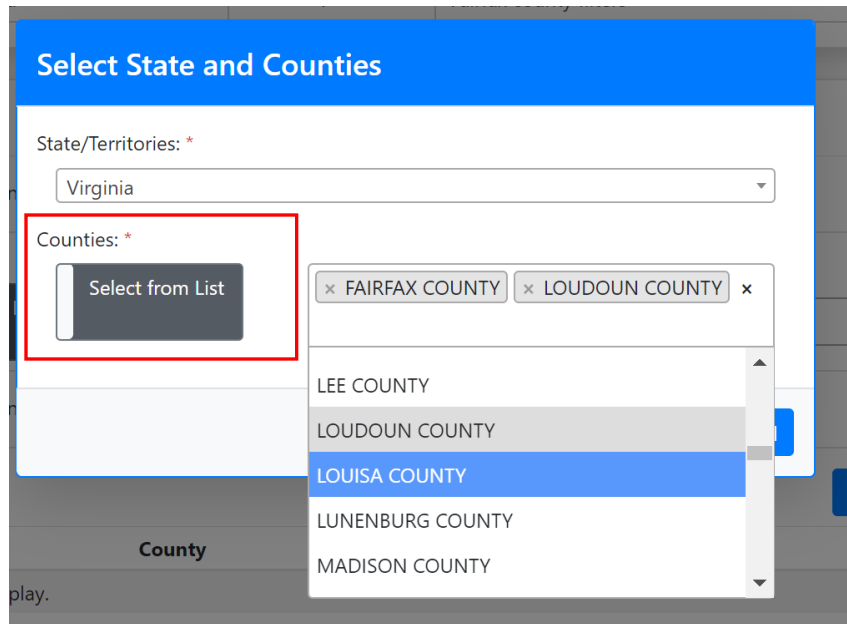 Select State and Counties
State/Territories: *
Virginia
Counties: *
Select from List
× FAIRFAX COUNTY × LOUDOUN COUNTY ×
LEE COUNTY
LOUDOUN COUNTY
LOUISA COUNTY
LUNENBURG COUNTY
MADISON COUNTY
County
play.